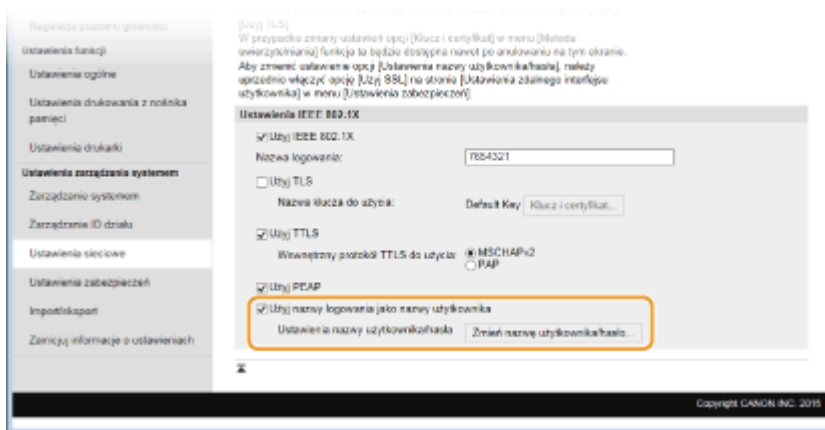 Regulacja poziomu głośności
Ustawienia funkcji
Ustawienia ogólne
Ustawienia drukowania z nośnika
pamięci
Ustawienia drukarki
Ustawienia zarządzania systemem
Zarządzanie systemem
Zarządzanie ID działu
Ustawienia sieciowe
Ustawienia zabezpieczeń
Import/eksport
Zainicjuj informacje o ustawieniach
[Użyj TLS].
W przypadku zmiany ustawień opcji [Klucz i certyfikat] w menu [Metoda
uwierzytelniania] funkcja ta będzie dostępna nawet po anulowaniu na tym ekranie.
Aby zmienić ustawienie opcji [Ustawienia nazwy użytkownika/hasła], należy
uprzednio włączyć opcję [Użyj SSL] na stronie [Ustawienia zdalnego interfejsu
użytkownika] w menu [Ustawienia zabezpieczeń].
Ustawienia IEEE 802.1X
Użyj IEEE 802.1X
Nazwa logowania: 7654321
Użyj TLS
Nazwa klucza do użycia: Default Key Klucz i certyfikat...
Użyj TTLS
Wewnętrzny protokół TTLS do użycia: MSCHAPv2
PAP
Użyj PEAP
Użyj nazwy logowania jako nazwy użytkownika
Ustawienia nazwy użytkownika/hasła Zmień nazwę użytkownika/hasło...
Copyright CANON INC. 2015